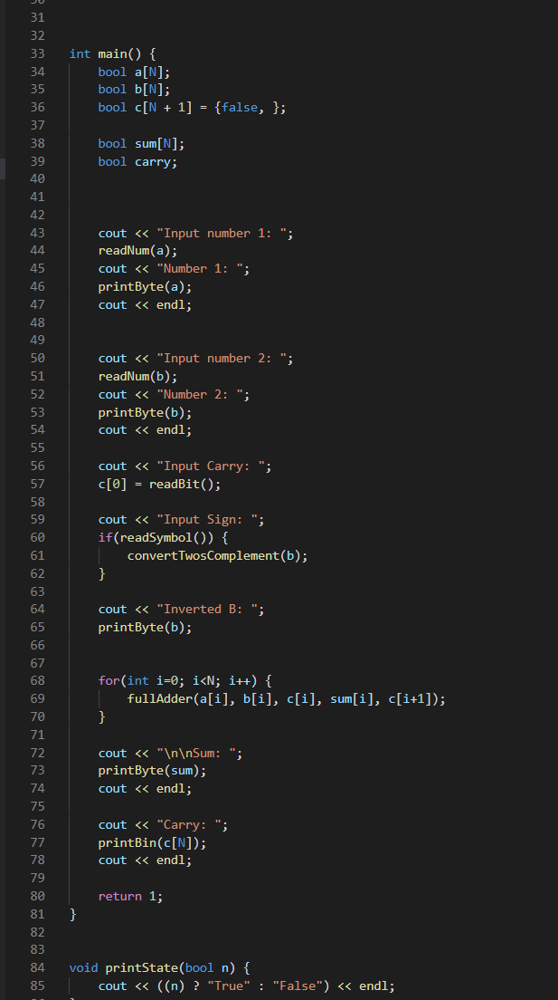 31
32
33 int main() {
34 bool a[N];
35 bool b[N];
36 bool c[N + 1] = {false, };
37
38 bool sum[N];
39 bool carry;
40
41
42
43 cout << "Input number 1: ";
44 readNum(a);
45 cout << "Number 1: ";
46 printByte(a);
47 cout << endl;
48
49
50 cout << "Input number 2: ";
51 readNum(b);
52 cout << "Number 2: ";
53 printByte(b);
54 cout << endl;
55
56 cout << "Input Carry: ";
57 c[0] = readBit();
58
59 cout << "Input Sign: ";
60 if(readSymbol()) {
61 convertTwosComplement(b);
62 }
63
64 cout << "Inverted B: ";
65 printByte(b);
66
67
68 for(int i=0; i<N; i++) {
69 fullAdder(a[i], b[i], c[i], sum[i], c[i+1]);
70 }
71
72 cout << "\n\nSum: ";
73 printByte(sum);
74 cout << endl;
75
76 cout << "Carry: ";
77 printBin(c[N]);
78 cout << endl;
79
80 return 1;
81 }
82
83
84 void printState(bool n) {
85 cout << ((n) ? "True" : "False") << endl;